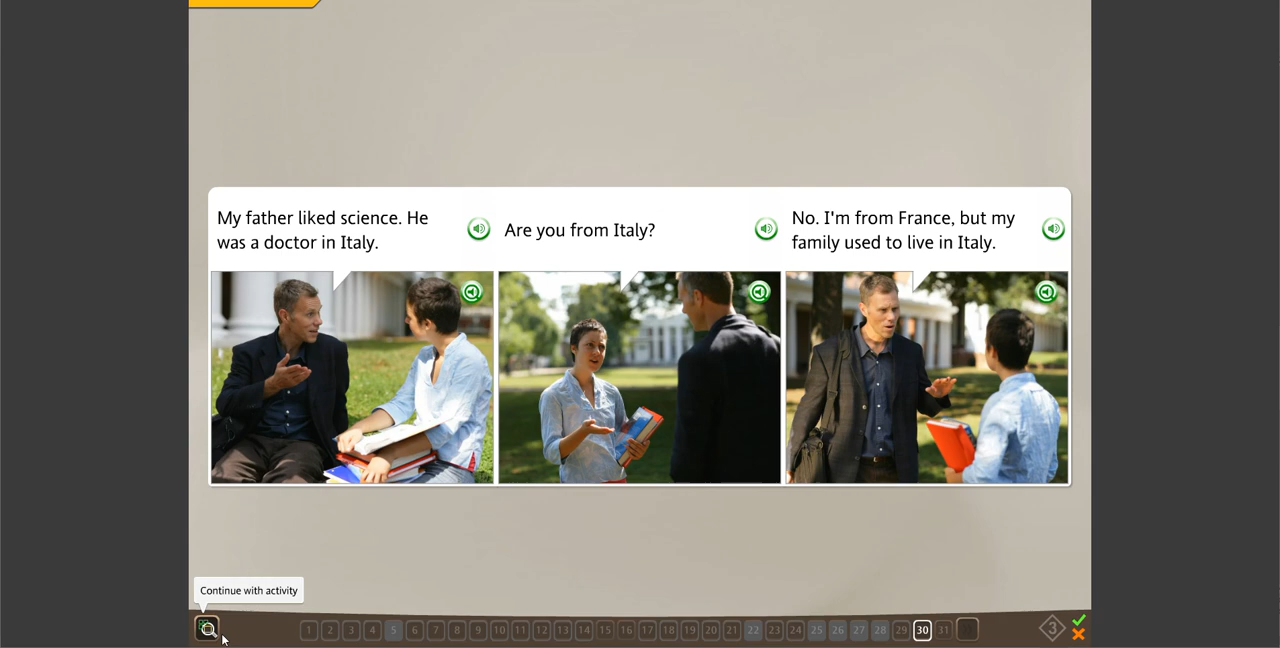 My father liked science. He
was a doctor in Italy.
Are you from Italy?
No. I'm from France, but my
family used to live in Italy.
Continue with activity
1 2 3 4 5 6 7 8 9 10 11 12 13 14 15 16 17 18 19 20 21 22 23 24 25 26 27 28 29 30 31
3